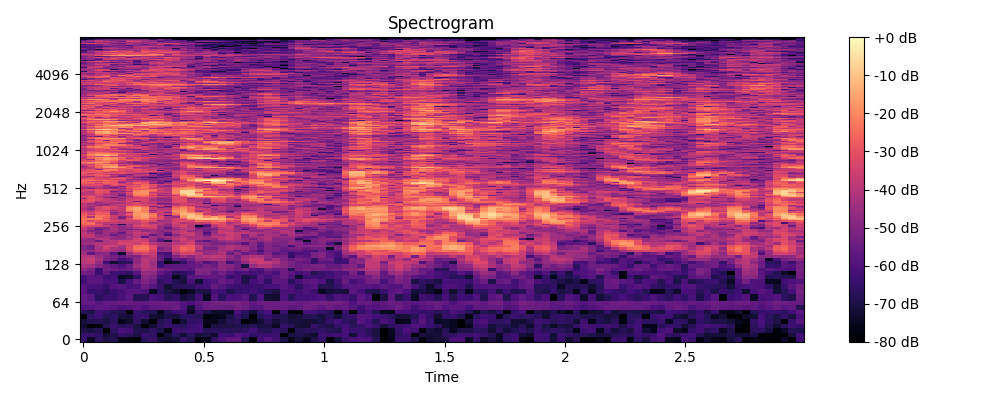 Spectrogram
+0 dB
4096
-10 dB
2048
-20 dB
1024
-30 dB
Hz
512
-40 dB
256
-50 dB
128
-60 dB
64
-70 dB
0
-80 dB
0 0.5 1 1.5 2 2.5
Time